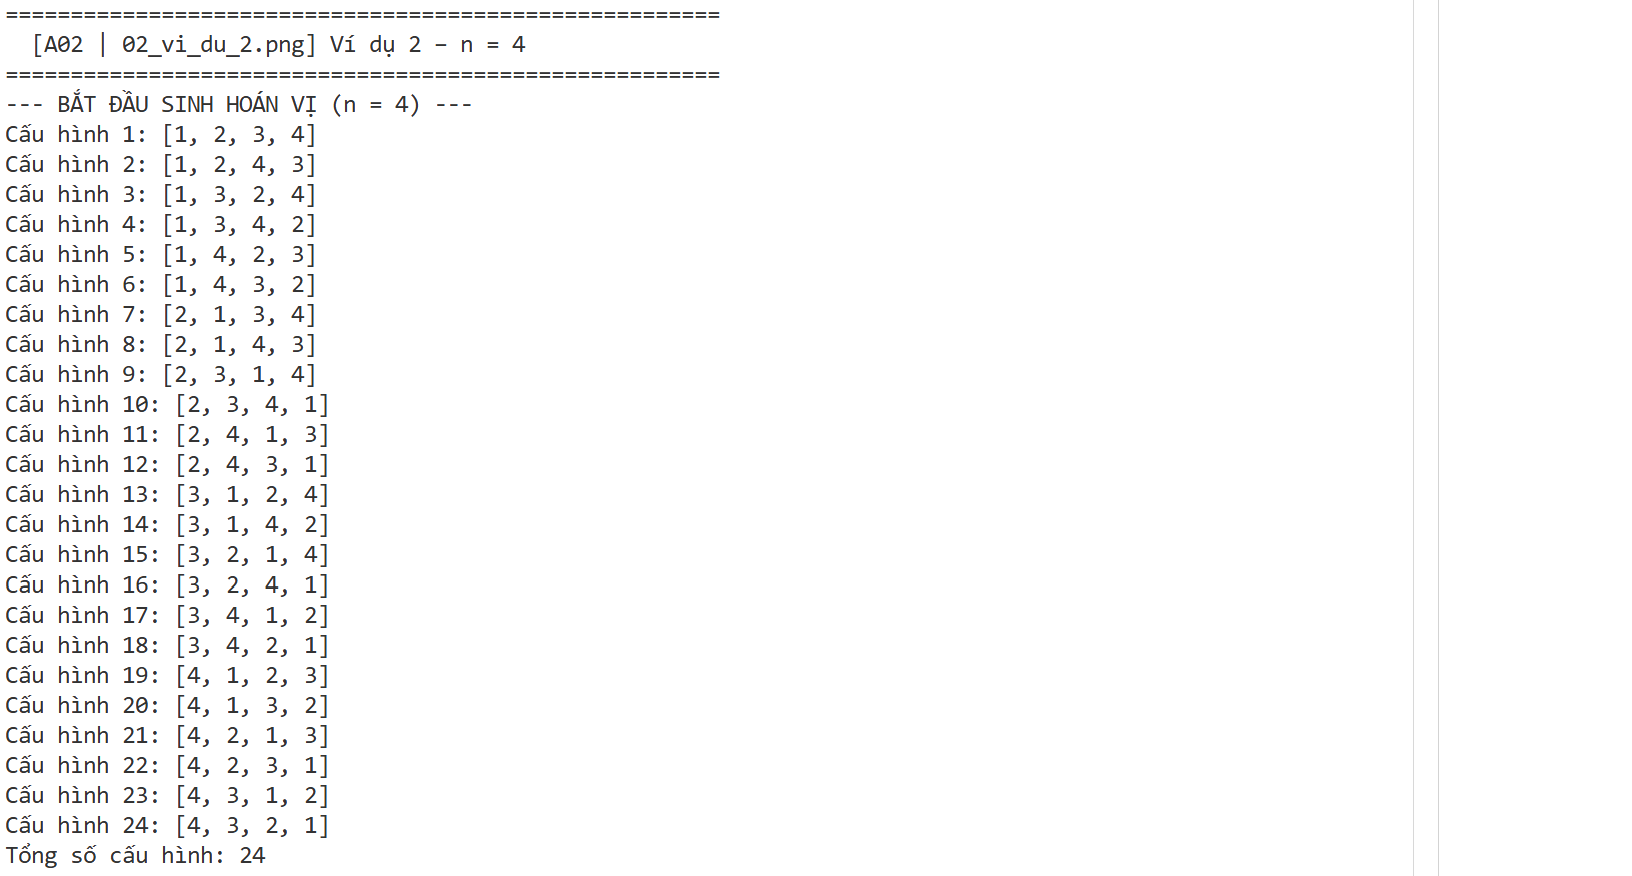 =======================================================
  [A02 | 02_vi_du_2.png] Ví dụ 2 – n = 4
=======================================================
--- BẮT ĐẦU SINH HOÁN VỊ (n = 4) ---
Cấu hình 1: [1, 2, 3, 4]
Cấu hình 2: [1, 2, 4, 3]
Cấu hình 3: [1, 3, 2, 4]
Cấu hình 4: [1, 3, 4, 2]
Cấu hình 5: [1, 4, 2, 3]
Cấu hình 6: [1, 4, 3, 2]
Cấu hình 7: [2, 1, 3, 4]
Cấu hình 8: [2, 1, 4, 3]
Cấu hình 9: [2, 3, 1, 4]
Cấu hình 10: [2, 3, 4, 1]
Cấu hình 11: [2, 4, 1, 3]
Cấu hình 12: [2, 4, 3, 1]
Cấu hình 13: [3, 1, 2, 4]
Cấu hình 14: [3, 1, 4, 2]
Cấu hình 15: [3, 2, 1, 4]
Cấu hình 16: [3, 2, 4, 1]
Cấu hình 17: [3, 4, 1, 2]
Cấu hình 18: [3, 4, 2, 1]
Cấu hình 19: [4, 1, 2, 3]
Cấu hình 20: [4, 1, 3, 2]
Cấu hình 21: [4, 2, 1, 3]
Cấu hình 22: [4, 2, 3, 1]
Cấu hình 23: [4, 3, 1, 2]
Cấu hình 24: [4, 3, 2, 1]
Tổng số cấu hình: 24